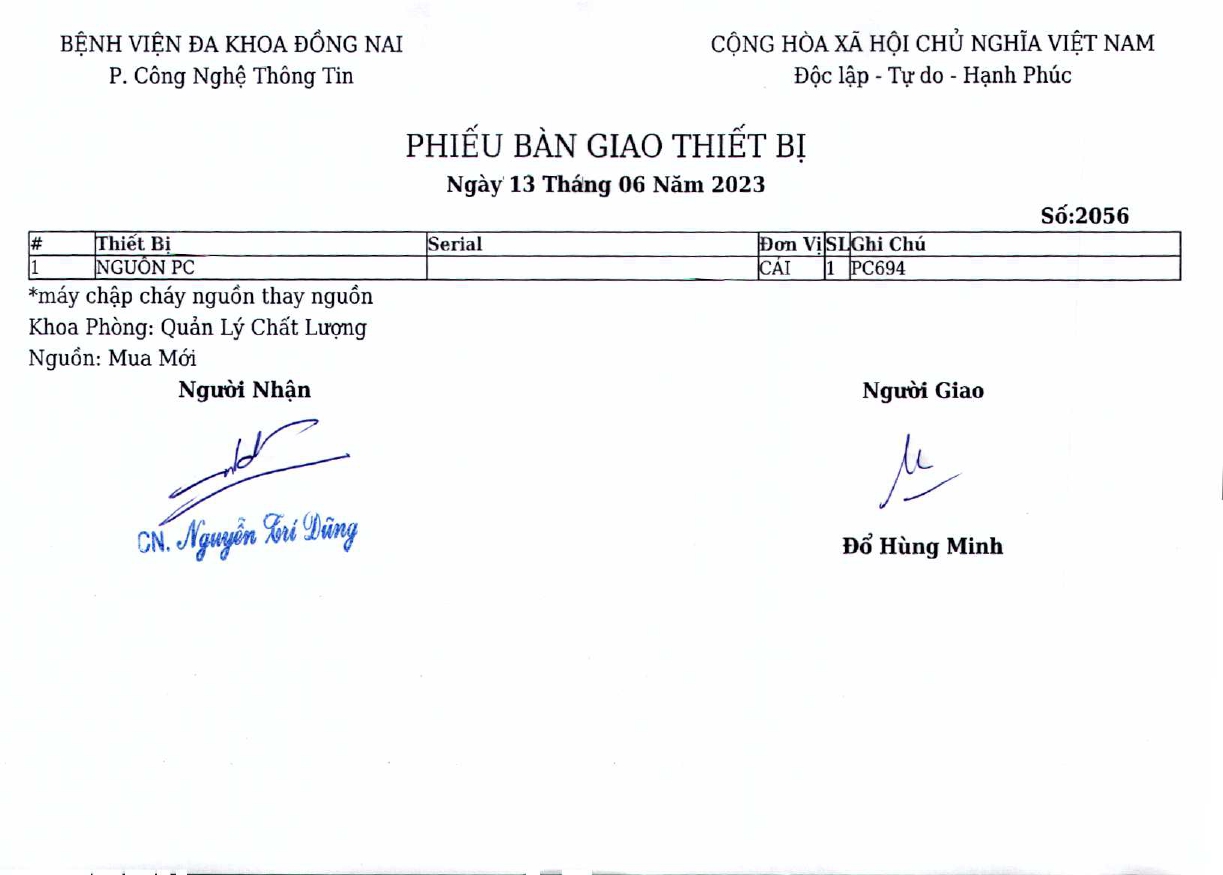 BỆNH VIỆN ĐA KHOA ĐỒNG NAI
P. Công Nghệ Thông Tin
CỘNG HÒA XÃ HỘI CHỦ NGHĨA VIỆT NAM
Độc lập - Tự do - Hạnh Phúc
PHIẾU BÀN GIAO THIẾT BỊ
Ngày 13 Tháng 06 Năm 2023
Số:2056
# Thiết Bị Serial Đơn Vị SL Ghi Chú
1 NGUỒN PC CÁI 1 PC694
*máy chập cháy nguồn thay nguồn
Khoa Phòng: Quản Lý Chất Lượng
Nguồn: Mua Mới
Người Nhận Người Giao
CN. Nguyễn Trí Dũng
Đổ Hùng Minh